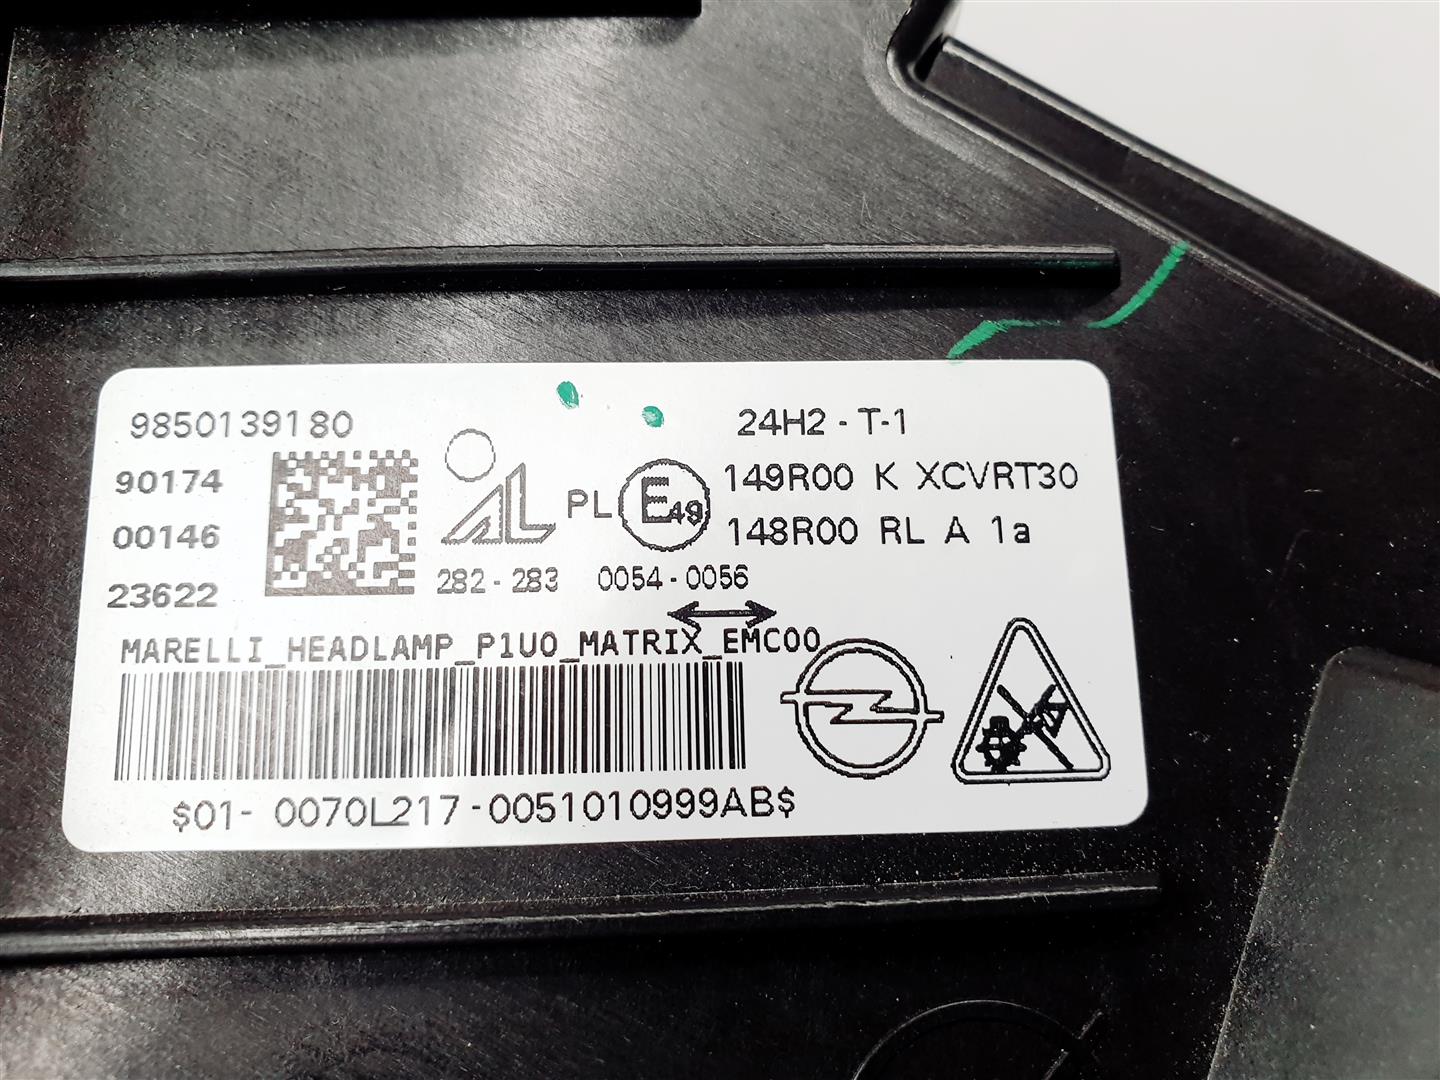 9850139180
24H2 - T-1
90174
00146
23622
AL
PL E49
149R00 K XCVRT30
148R00 RL A 1a
282 - 283 0054 - 0056
MARELLI_HEADLAMP_P1U0_MATRIX_EMC00
$01- 0070L217 - 0051010999AB$